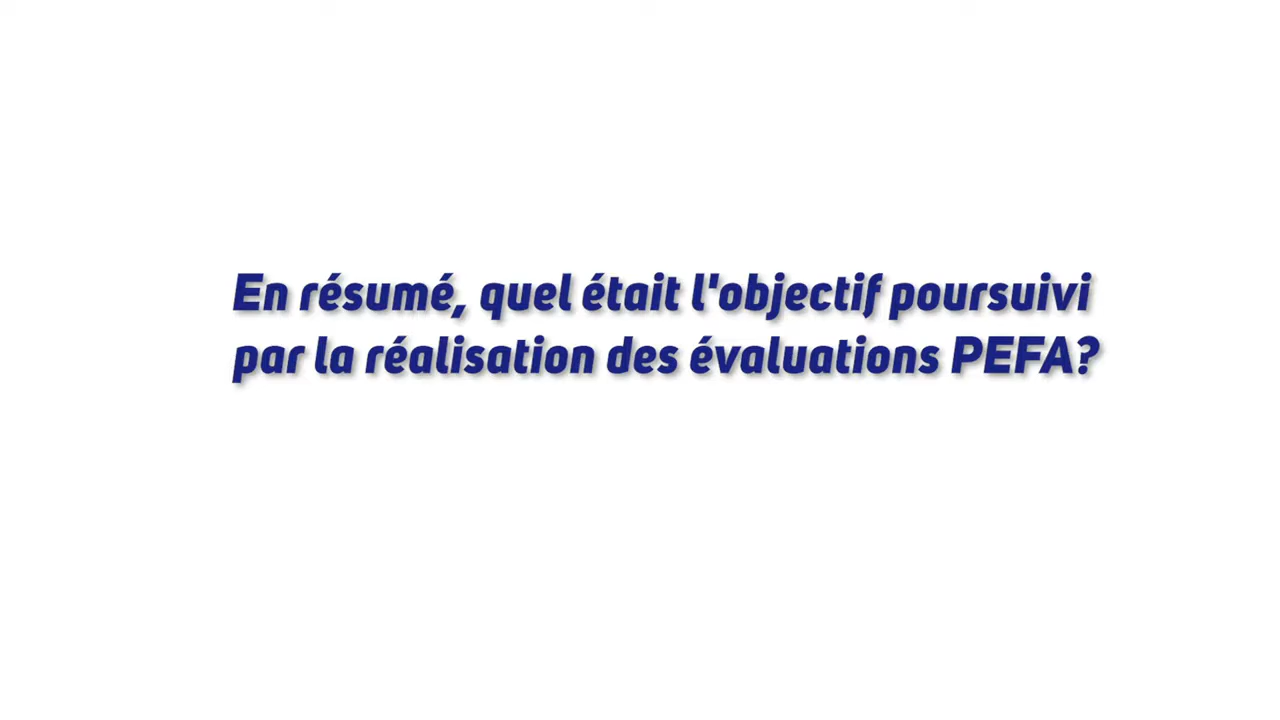 En résumé, quel était l'objectif poursuivi
par la réalisation des évaluations PEFA?